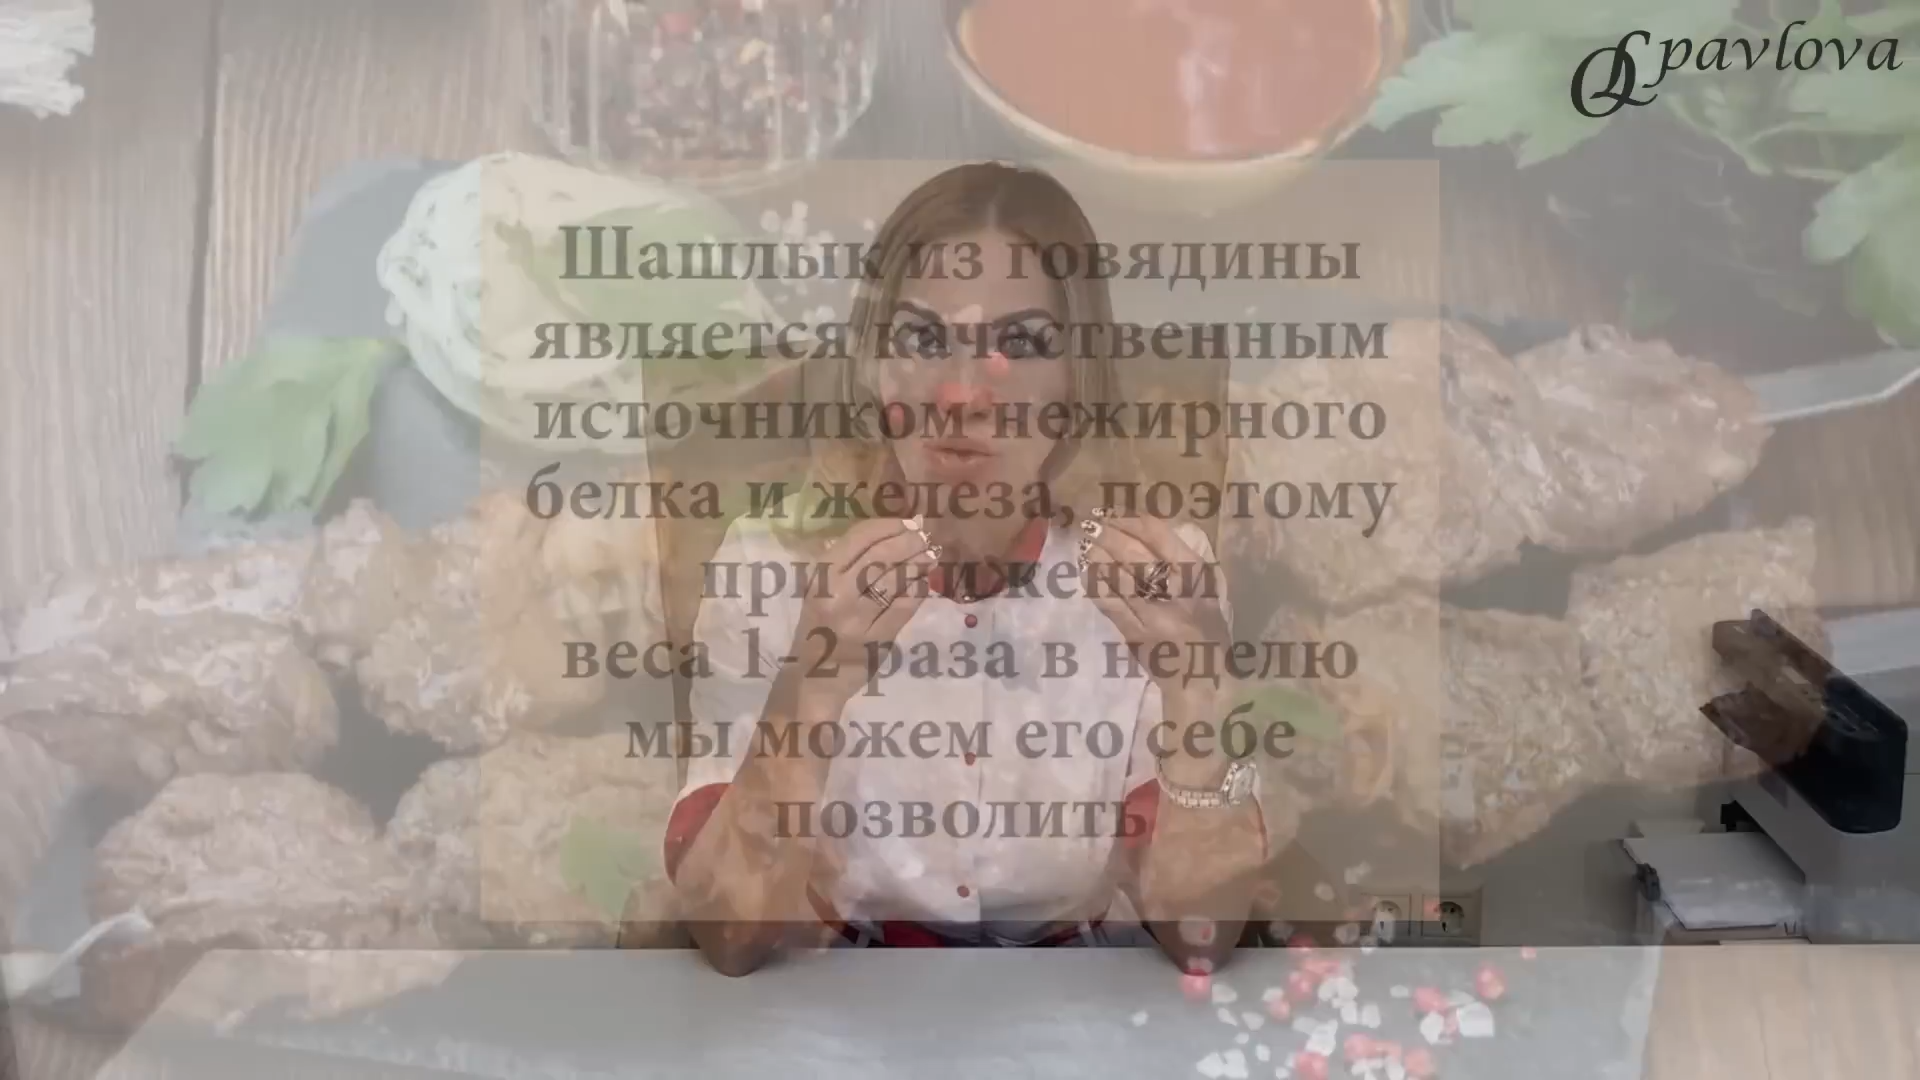 pavlova
Шашлык из говядины
является качественным
источником нежирного
белка и железа, поэтому
при снижении
веса 1-2 раза в неделю
мы можем его себе
позволить